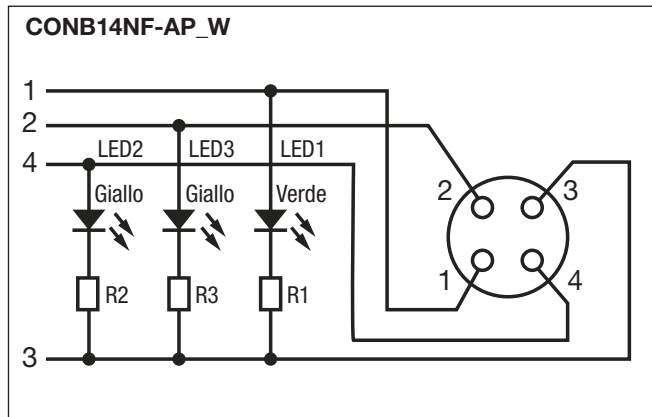 CONB14NF-AP_W
1
2
4
LED2 LED3 LED1
Giallo Giallo Verde
2 3
1 4
R2 R3 R1
3